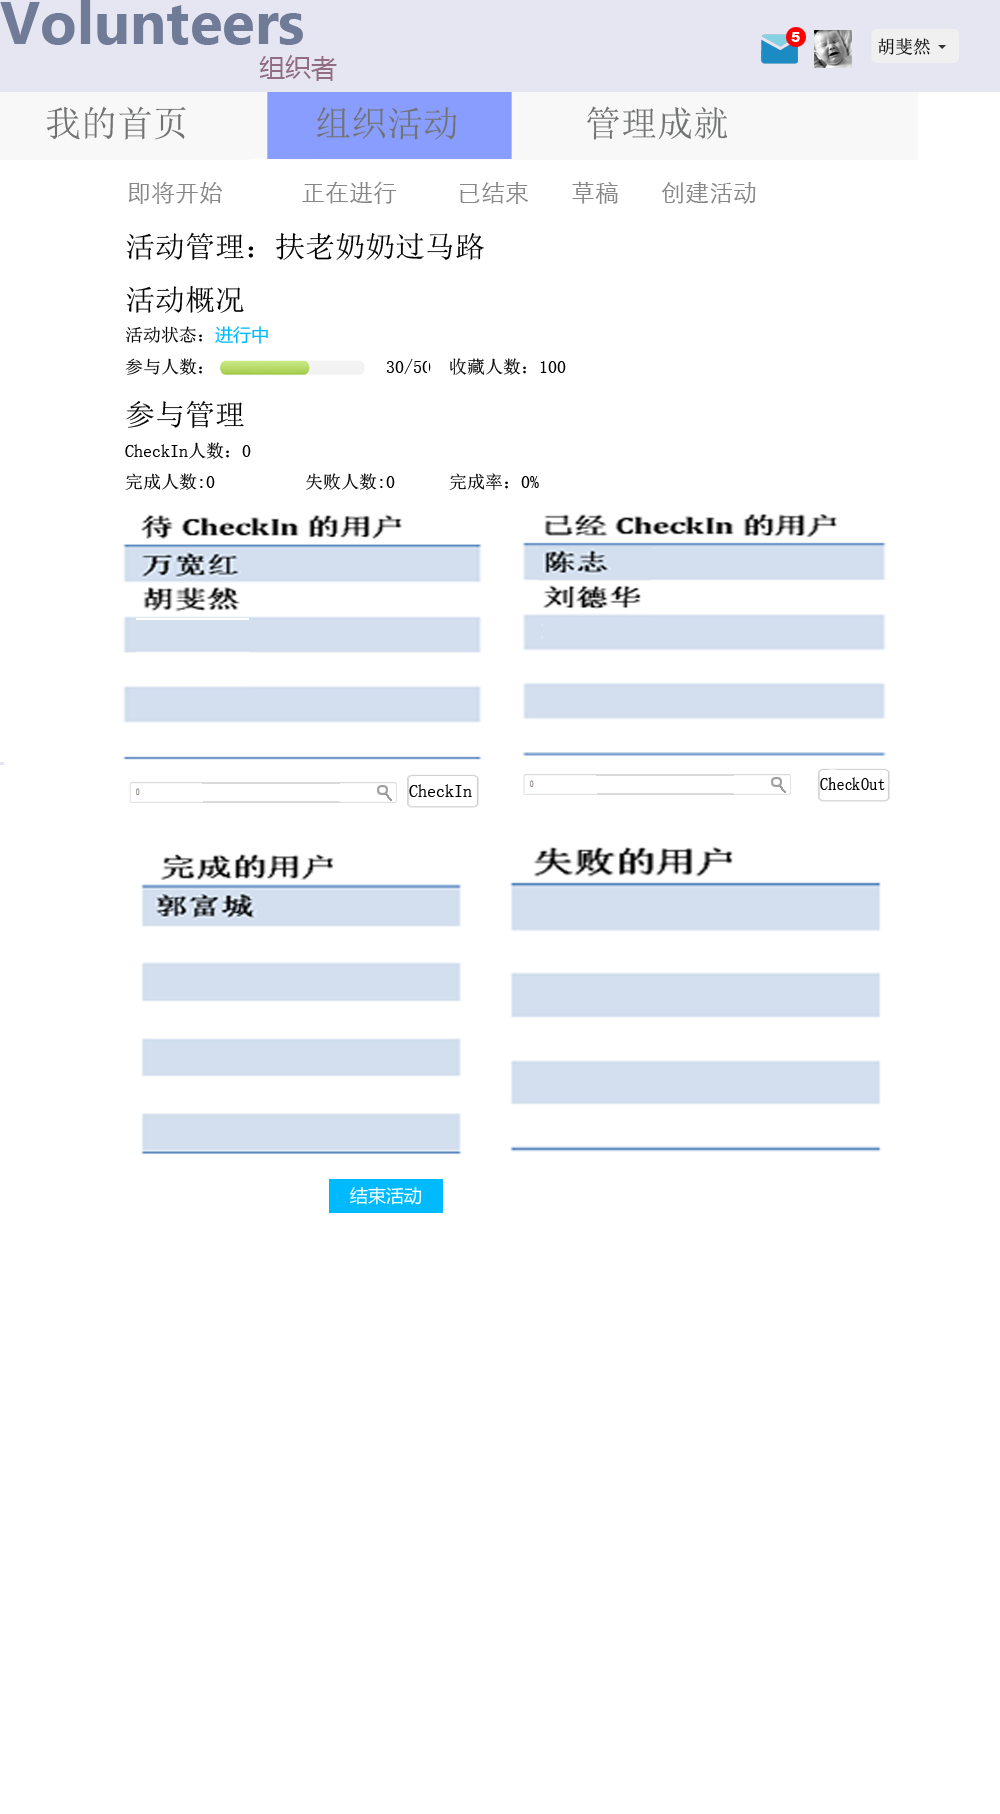 Volunteers
组织者
5
胡斐然
我的首页 组织活动 管理成就
即将开始 正在进行 已结束 草稿 创建活动
活动管理：扶老奶奶过马路
活动概况
活动状态：进行中
参与人数： 30/50 收藏人数：100
参与管理
CheckIn人数：0
完成人数:0 失败人数:0 完成率：0%
待 CheckIn 的用户
万宽红
胡斐然
已经 CheckIn 的用户
陈志
刘德华
0 CheckIn
0 CheckOut
完成的用户
郭富城
失败的用户
结束活动